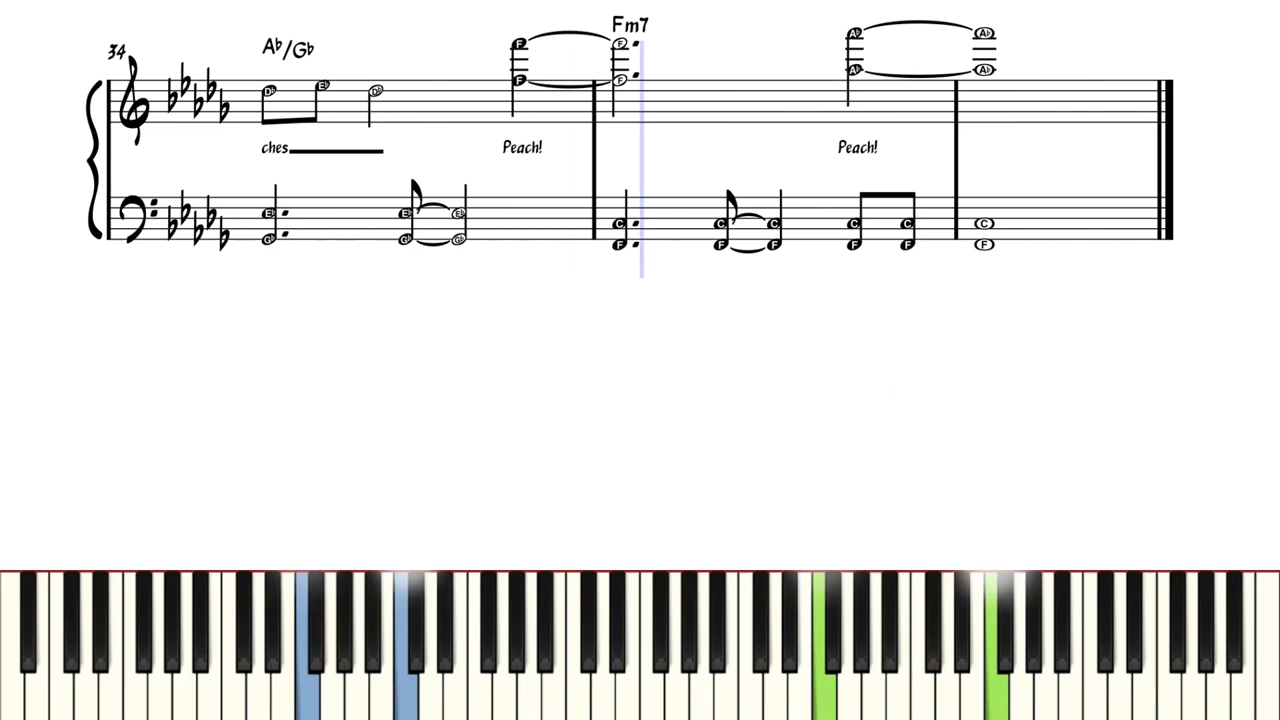 34
A♭/G♭
Fm7
F F A♭ A♭
F F A♭ A♭
D♭ E♭ D♭
ches Peach! Peach!
E♭ E♭ E♭ C C C C C C
G♭ G♭ G♭ F F F F F F